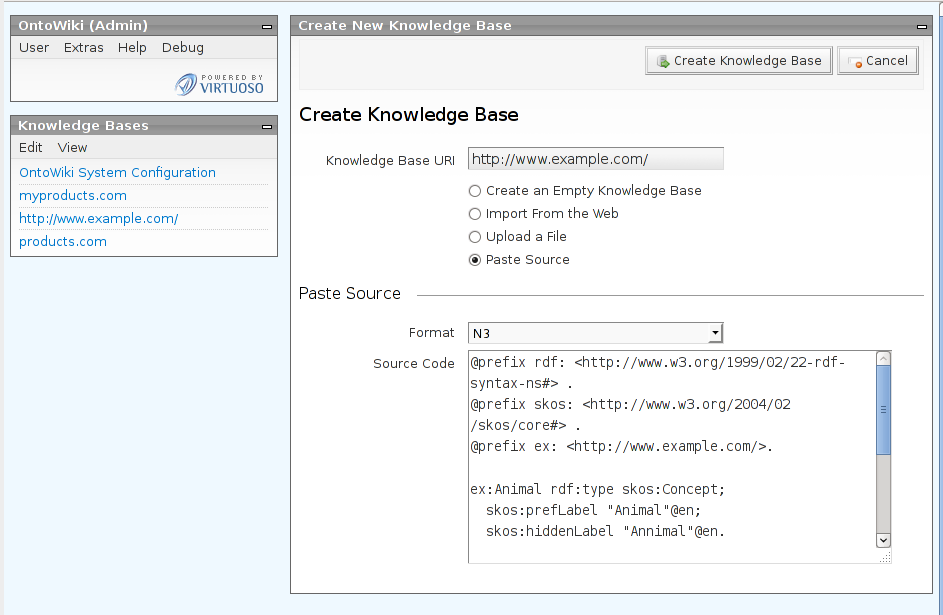 OntoWiki (Admin)
User Extras Help Debug
POWERED BY
VIRTUOSO
Knowledge Bases
Edit View
OntoWiki System Configuration
myproducts.com
http://www.example.com/
products.com
Create New Knowledge Base
Create Knowledge Base Cancel
Create Knowledge Base
Knowledge Base URI http://www.example.com/
Create an Empty Knowledge Base
Import From the Web
Upload a File
Paste Source
Paste Source
Format N3
Source Code
@prefix rdf: <http://www.w3.org/1999/02/22-rdf-
syntax-ns#> .
@prefix skos: <http://www.w3.org/2004/02
/skos/core#> .
@prefix ex: <http://www.example.com/>.
ex:Animal rdf:type skos:Concept;
skos:prefLabel "Animal"@en;
skos:hiddenLabel "Annimal"@en.